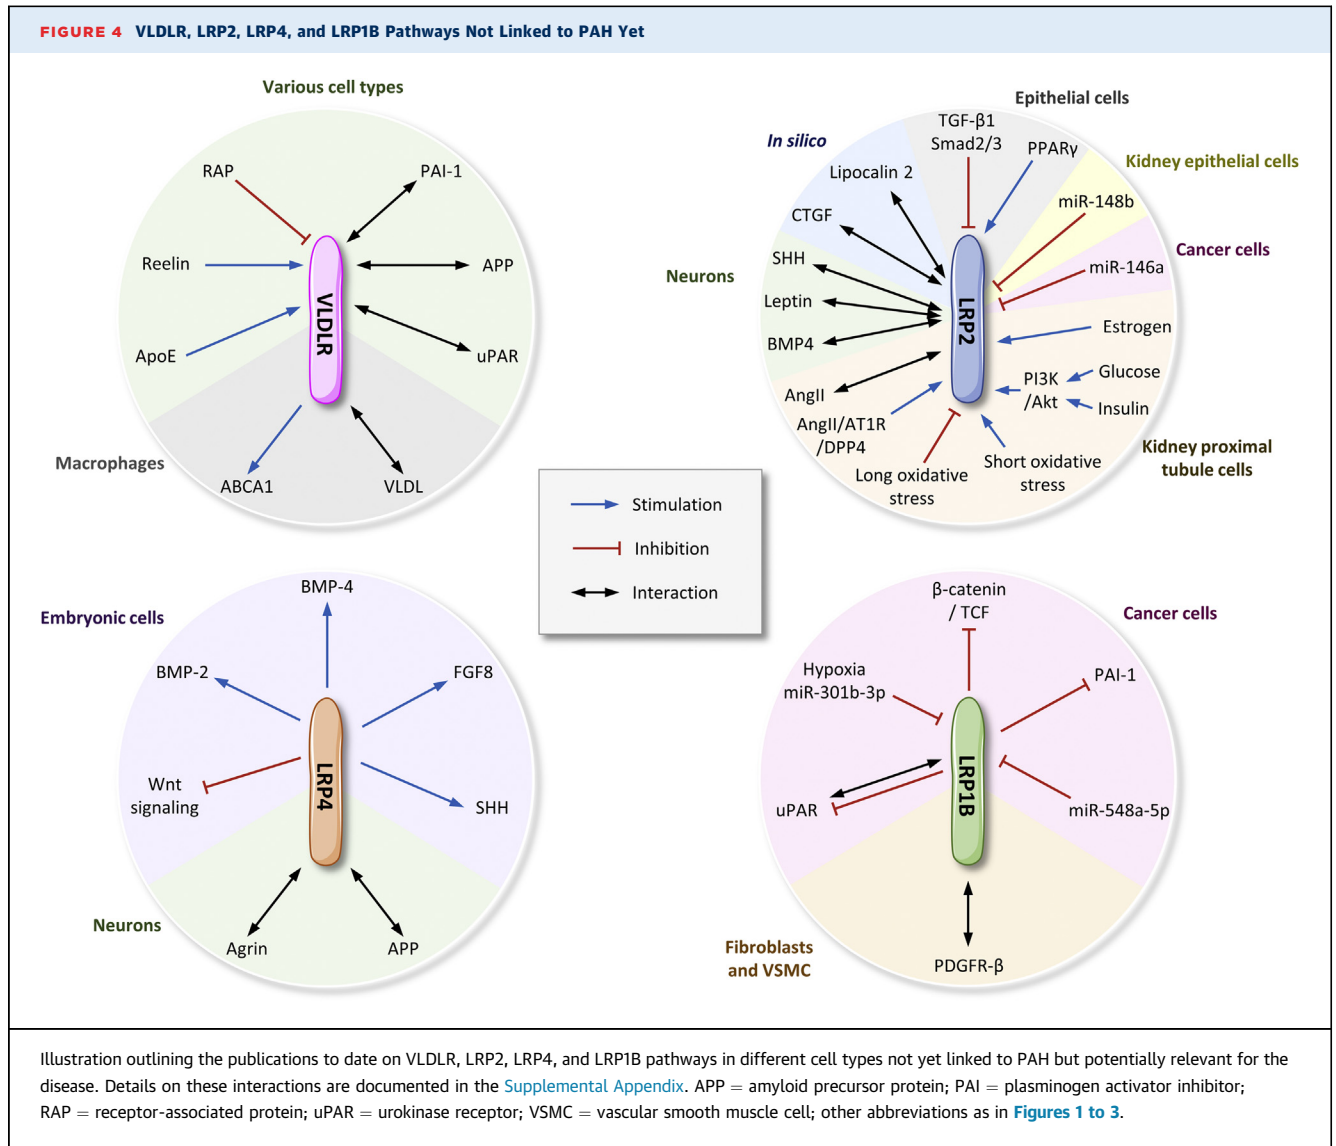 FIGURE 4 VLDLR, LRP2, LRP4, and LRP1B Pathways Not Linked to PAH Yet
Various cell types
RAP
PAI-1
Reelin
APP
ApoE
uPAR
VLDLR
Macrophages
ABCA1
VLDL
Epithelial cells
In silico
TGF-β1
Smad2/3
PPARγ
Kidney epithelial cells
Lipocalin 2
miR-148b
CTGF
Cancer cells
Neurons
SHH
miR-146a
Leptin
LRP2
Estrogen
BMP4
Glucose
PI3K
/Akt
AngII
Insulin
AngII/AT1R
/DPP4
Kidney proximal
tubule cells
Long oxidative
stress
Short oxidative
stress
Stimulation
Inhibition
Interaction
Embryonic cells
BMP-4
BMP-2
FGF8
Wnt
signaling
LRP4
SHH
Neurons
Agrin
APP
β-catenin
/ TCF
Cancer cells
Hypoxia
miR-301b-3p
PAI-1
LRP1B
uPAR
miR-548a-5p
Fibroblasts
and VSMC
PDGFR-β
Illustration outlining the publications to date on VLDLR, LRP2, LRP4, and LRP1B pathways in different cell types not yet linked to PAH but potentially relevant for the
disease. Details on these interactions are documented in the Supplemental Appendix. APP = amyloid precursor protein; PAI = plasminogen activator inhibitor;
RAP = receptor-associated protein; uPAR = urokinase receptor; VSMC = vascular smooth muscle cell; other abbreviations as in Figures 1 to 3.